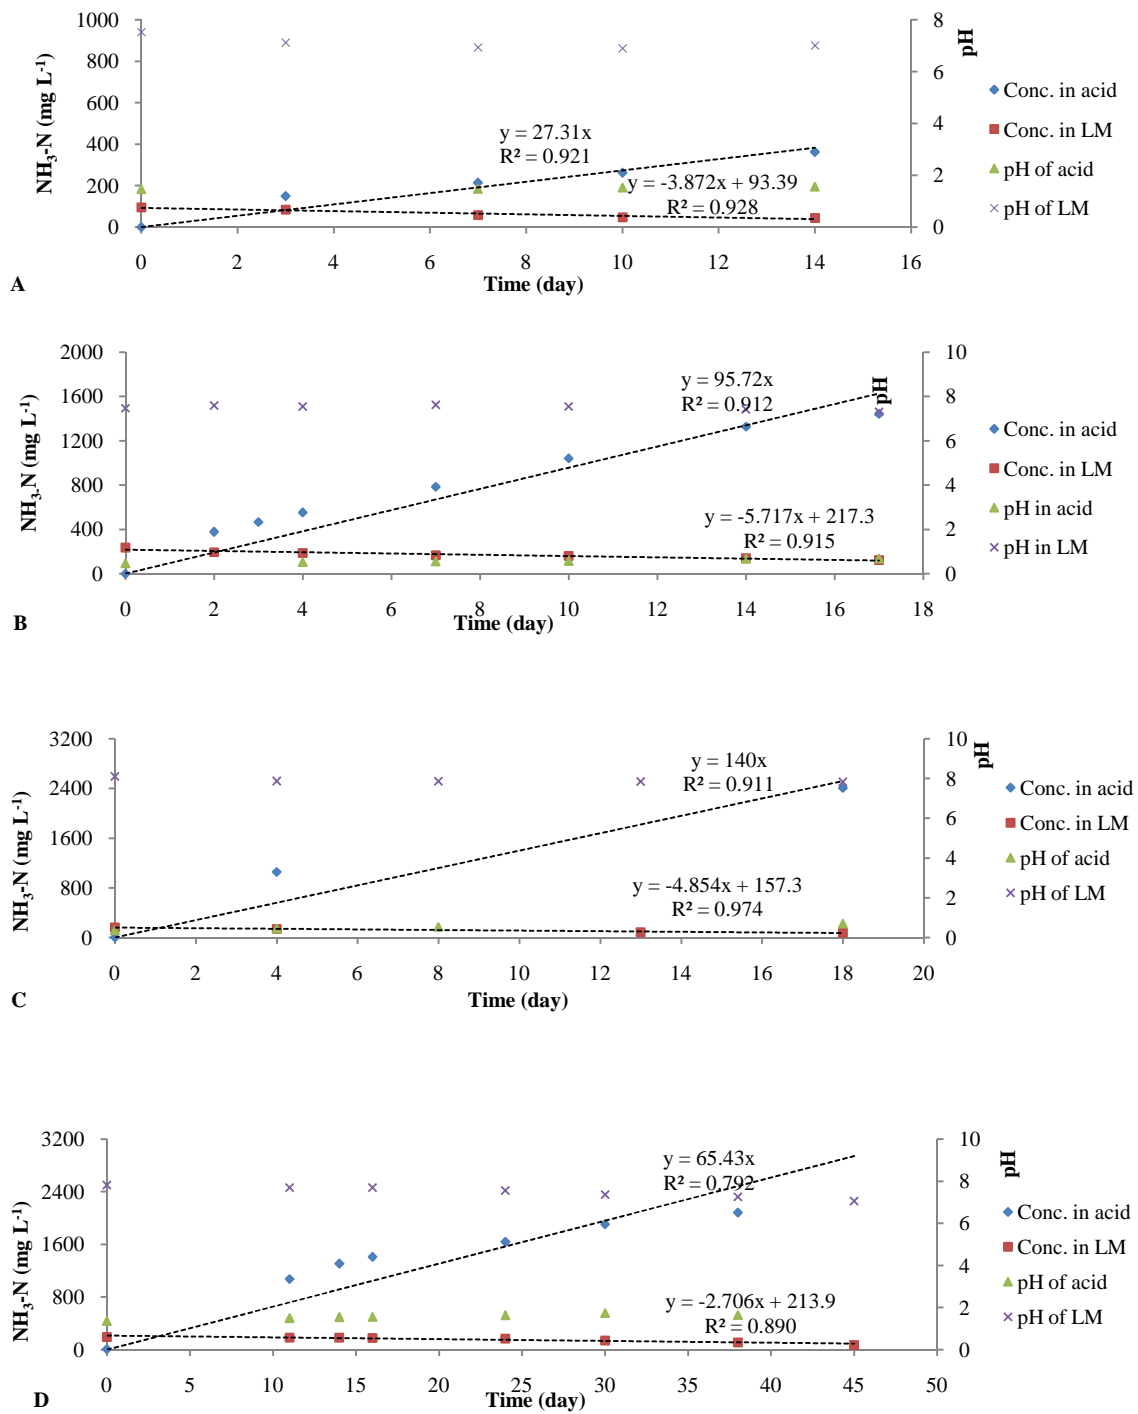 1000
800
600
400
200
0
NH3-N (mg L-1)
8
6
4
2
0
pH
y = 27.31x
R² = 0.921
y = -3.872x + 93.39
R² = 0.928
0 2 4 6 8 10 12 14 16
Time (day)
A
Conc. in acid
Conc. in LM
pH of acid
pH of LM
2000
1600
1200
800
400
0
NH3-N (mg L-1)
10
8
6
4
2
0
pH
y = 95.72x
R² = 0.912
y = -5.717x + 217.3
R² = 0.915
0 2 4 6 8 10 12 14 16 18
Time (day)
B
Conc. in acid
Conc. in LM
pH in acid
pH in LM
3200
2400
1600
800
0
NH3-N (mg L-1)
10
8
6
4
2
0
pH
y = 140x
R² = 0.911
y = -4.854x + 157.3
R² = 0.974
0 2 4 6 8 10 12 14 16 18 20
Time (day)
C
Conc. in acid
Conc. in LM
pH of acid
pH of LM
3200
2400
1600
800
0
NH3-N (mg L-1)
10
8
6
4
2
0
pH
y = 65.43x
R² = 0.792
y = -2.706x + 213.9
R² = 0.890
0 5 10 15 20 25 30 35 40 45 50
Time (day)
D
Conc. in acid
Conc. in LM
pH of acid
pH of LM